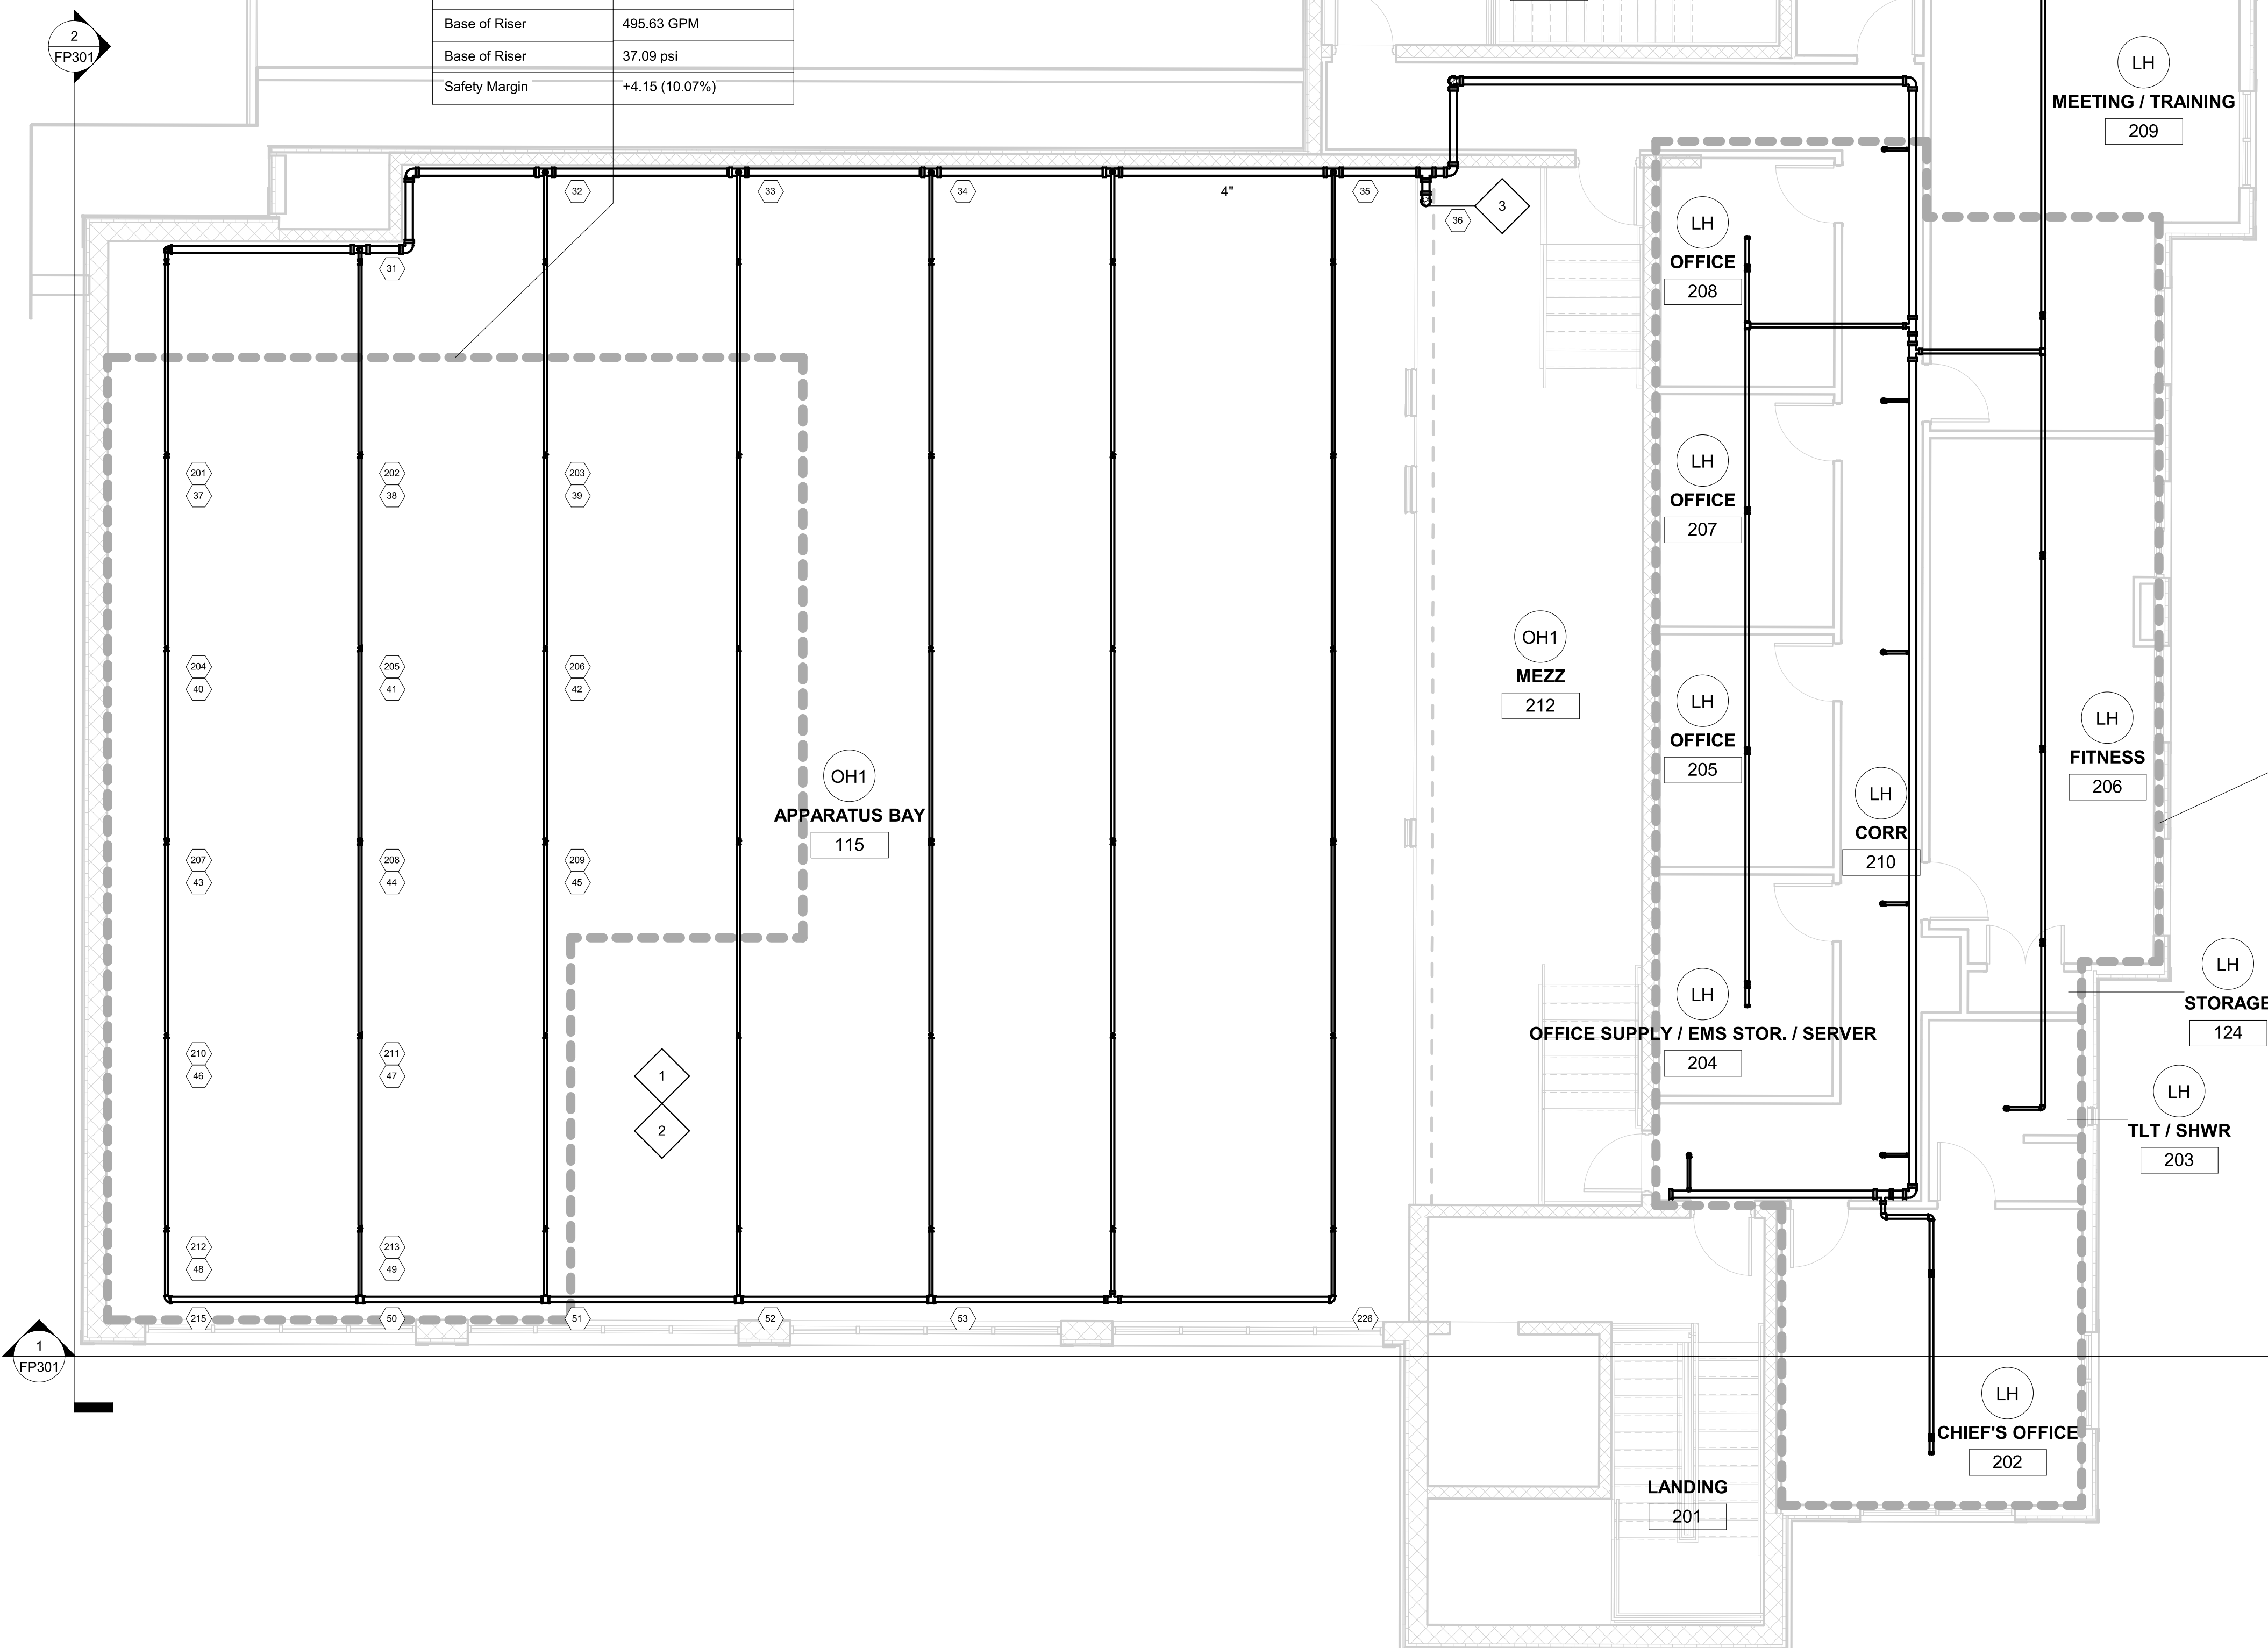 2
FP301
Base of Riser 495.63 GPM
Base of Riser 37.09 psi
Safety Margin +4.15 (10.07%)
LH
MEETING / TRAINING
209
32
33
34
4"
35
36
3
31
LH
OFFICE
208
201
37
202
38
203
39
LH
OFFICE
207
204
40
205
41
206
42
OH1
MEZZ
212
LH
OFFICE
205
LH
FITNESS
206
OH1
APPARATUS BAY
115
LH
CORR
210
207
43
208
44
209
45
LH
OFFICE SUPPLY / EMS STOR. / SERVER
204
LH
STORAGE
124
210
46
211
47
1
2
LH
TLT / SHWR
203
212
48
213
49
215
50
51
52
53
226
1
FP301
LH
CHIEF'S OFFICE
202
LANDING
201